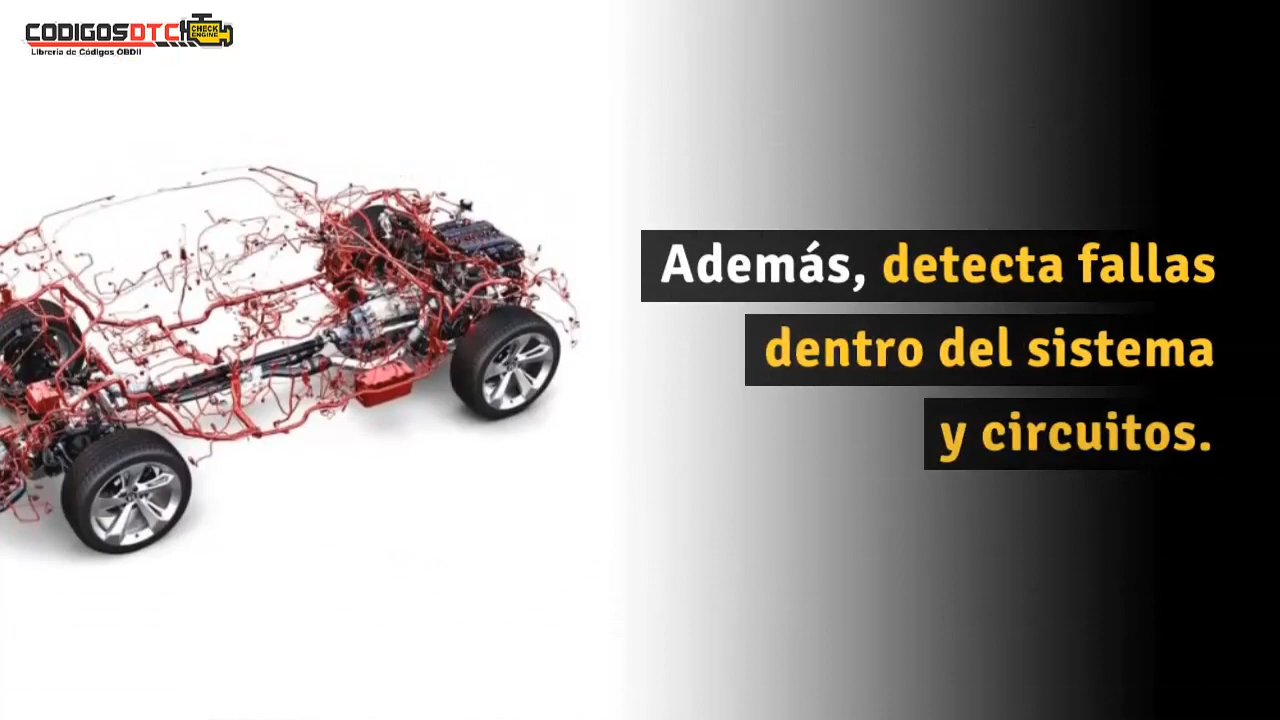 CODIGOSDTC
CHECK
ENGINE
Librería de Códigos OBDII
Además, detecta fallas
dentro del sistema
y circuitos.